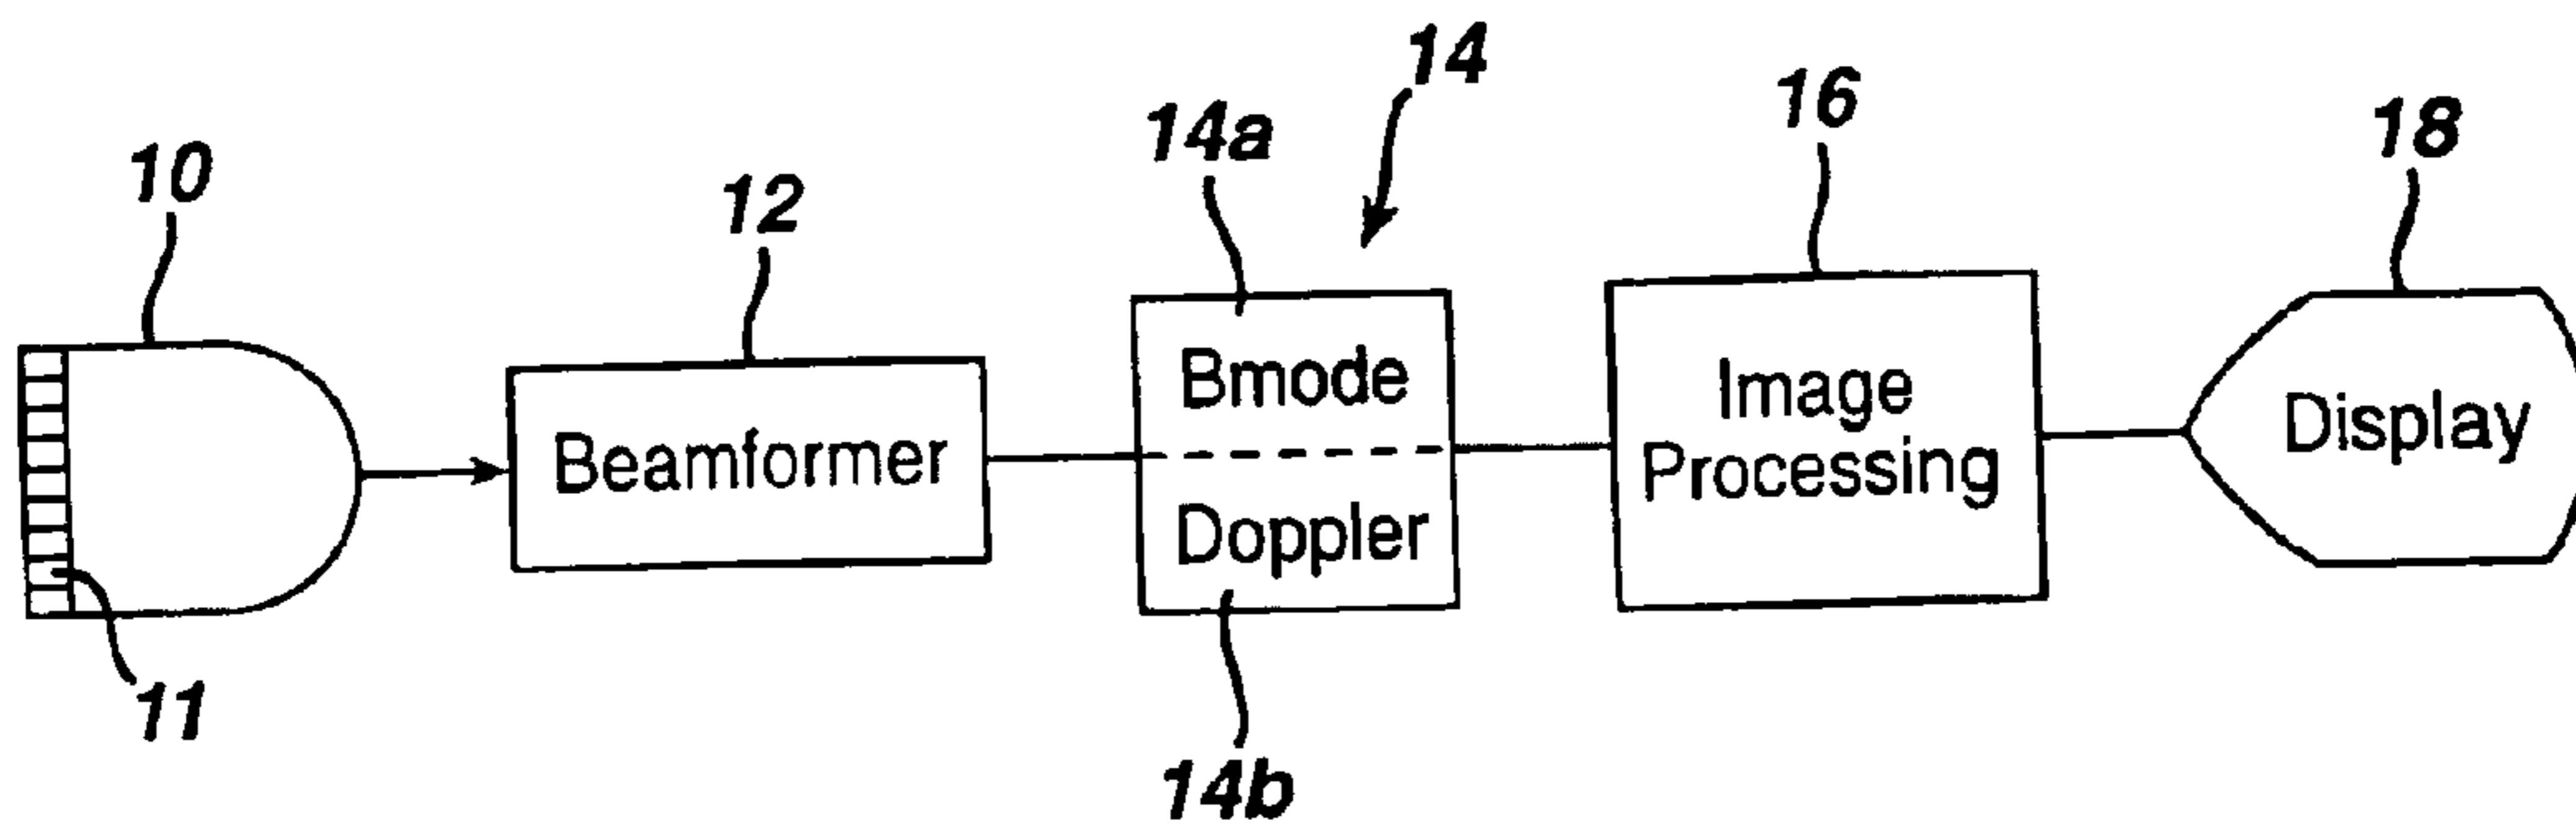 14
14a
16
18
10
12
Bmode
Image
Display
Beamformer
Processing
Doppler
11
14b